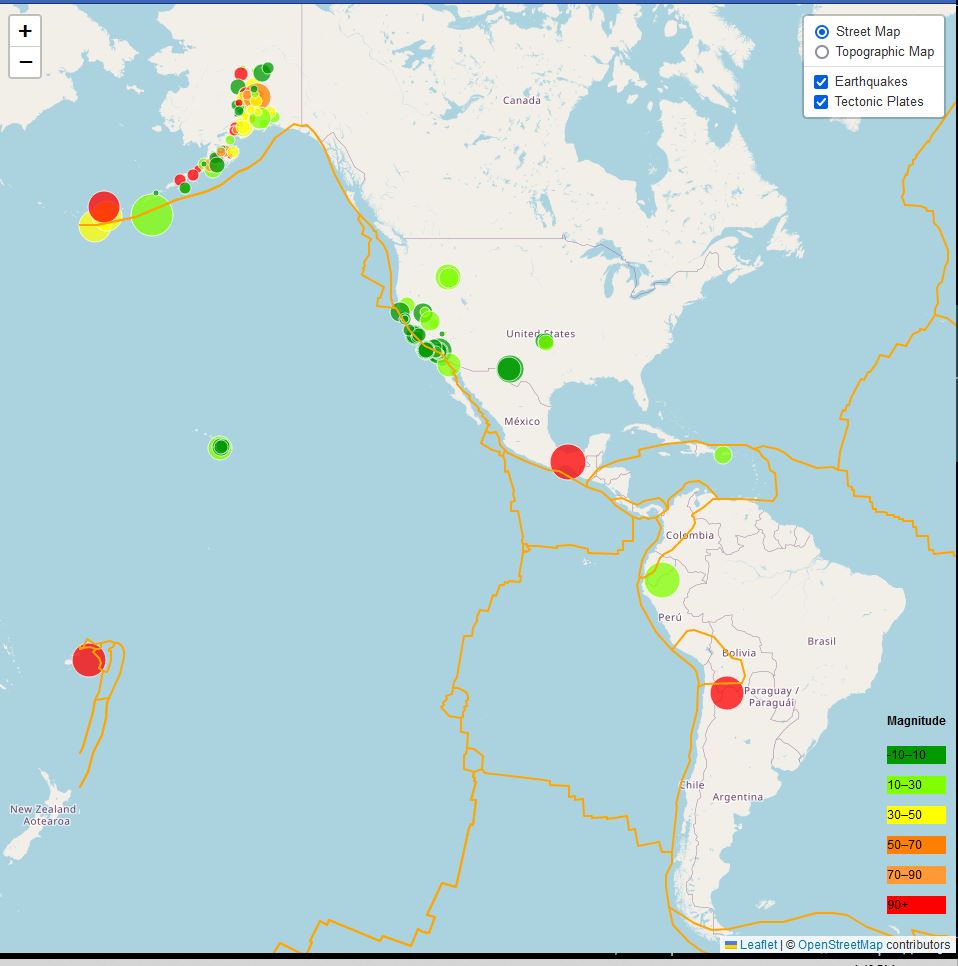 +
−
Street Map
Topographic Map
Earthquakes
Tectonic Plates
Canada
United States
México
Colombia
Perú
Brasil
Bolivia
Paraguay /
Paraguái
Chile
Argentina
New Zealand
Aotearoa
Magnitude
-10–10
10–30
30–50
50–70
70–90
90+
Leaflet | © OpenStreetMap contributors